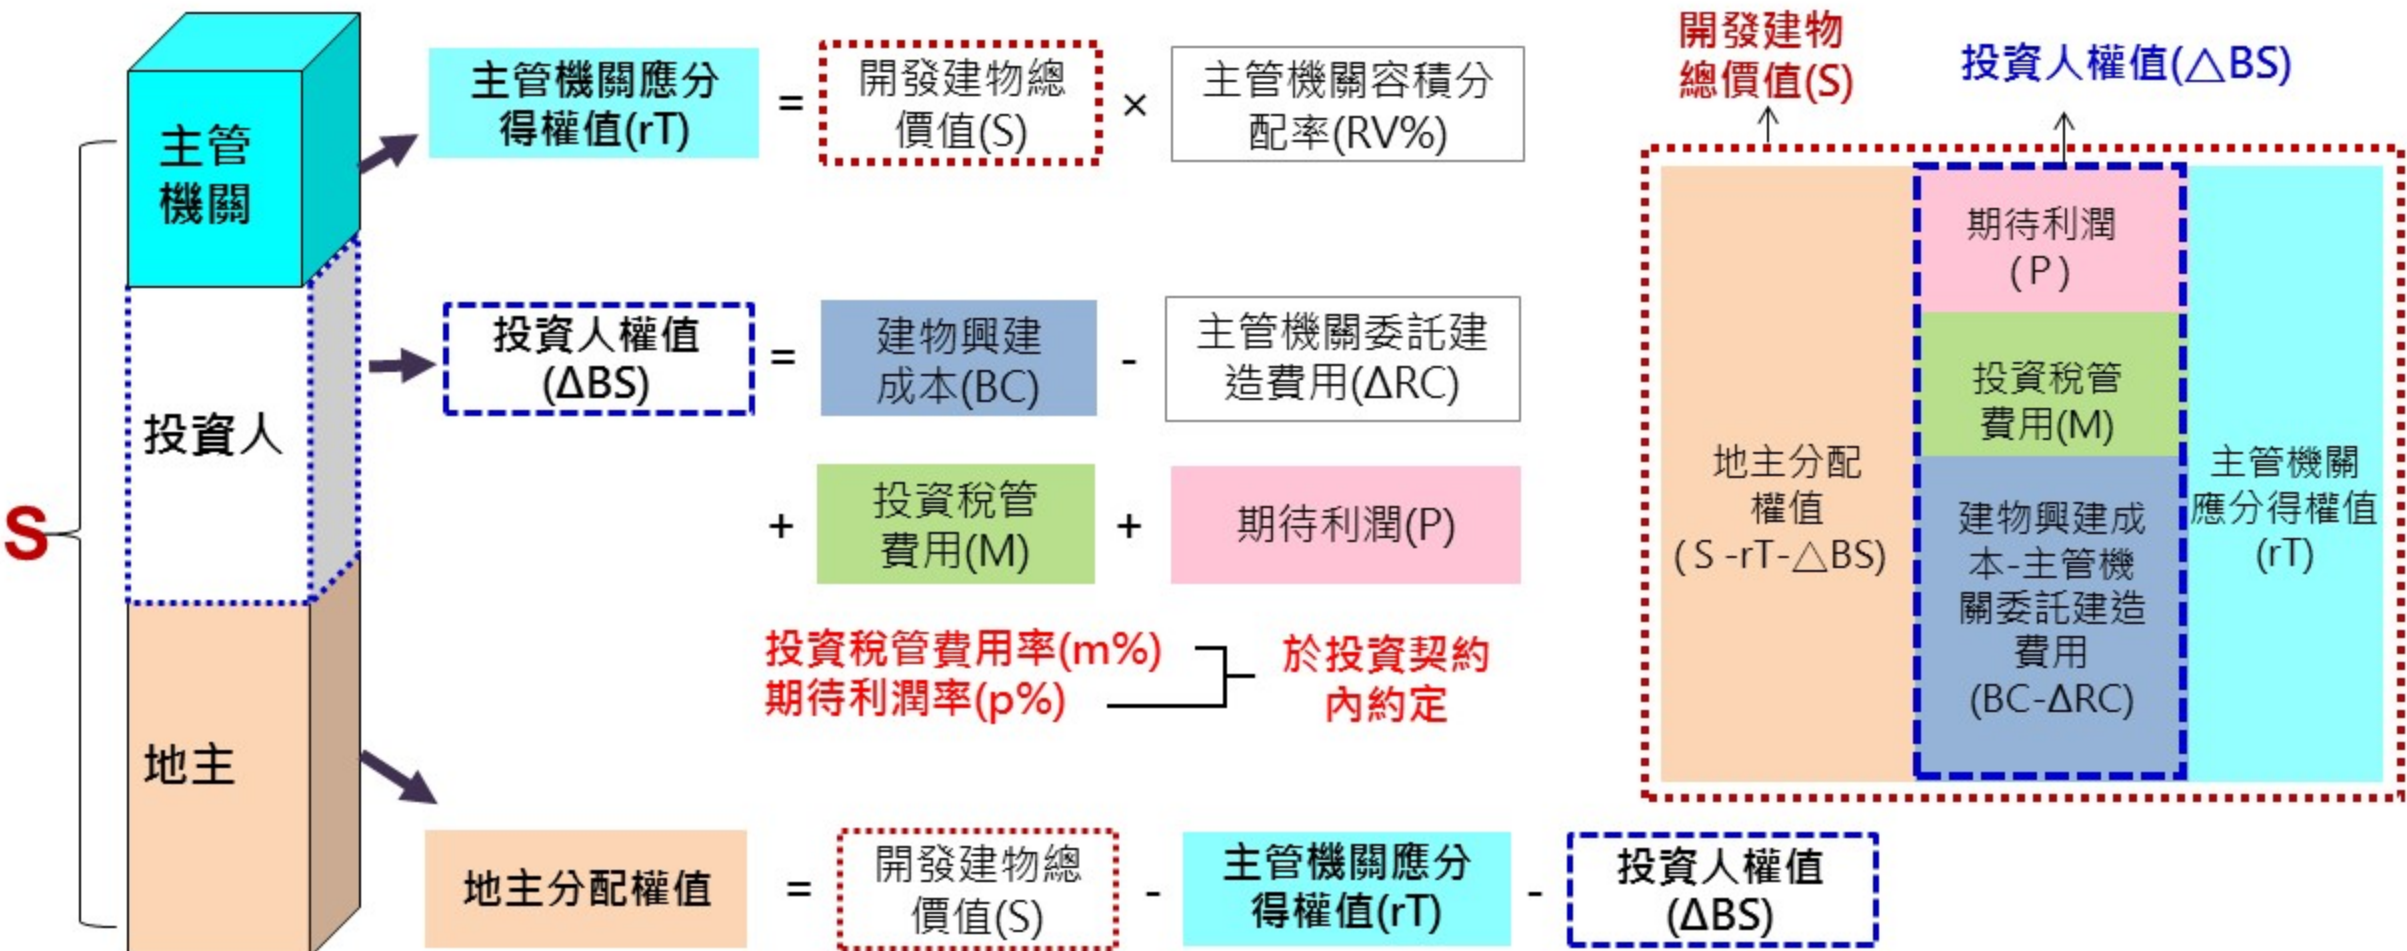 S
主管
機關
投資人
地主
主管機關應分
得權值(rT)
=
開發建物總
價值(S)
×
主管機關容積分
配率(RV%)
投資人權值
(ΔBS)
=
建物興建
成本(BC)
-
主管機關委託建
造費用(ΔRC)
+
投資稅管
費用(M)
+
期待利潤(P)
投資稅管費用率(m%)
期待利潤率(p%)
於投資契約
內約定
地主分配權值
=
開發建物總
價值(S)
-
主管機關應分
得權值(rT)
-
投資人權值
(ΔBS)
開發建物
總價值(S)
投資人權值(△BS)
地主分配
權值
( S -rT-△BS)
期待利潤
( P )
投資稅管
費用(M)
建物興建成
本-主管機
關委託建造
費用
(BC-ΔRC)
主管機關
應分得權值
(rT)